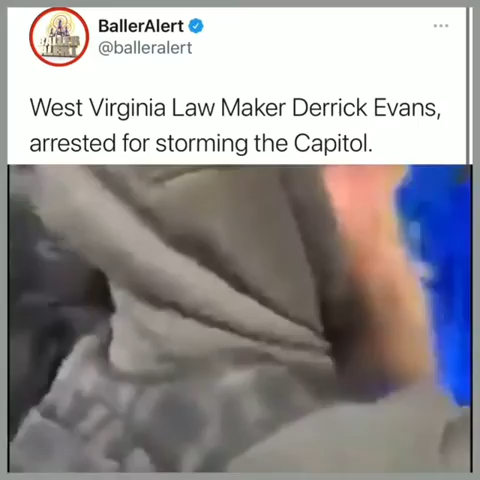 BallerAlert
@balleralert
West Virginia Law Maker Derrick Evans,
arrested for storming the Capitol.